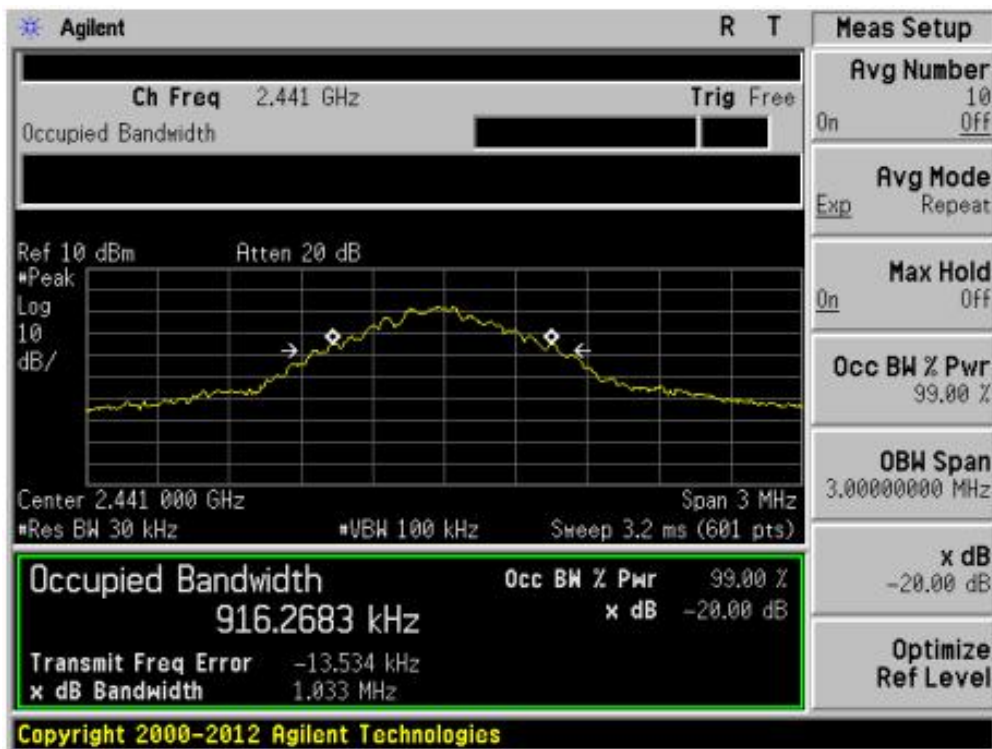 Agilent
R T
Meas Setup
Ch Freq 2.441 GHz
Trig Free
Occupied Bandwidth
Avg Number
10
On Off
Avg Mode
Exp Repeat
Max Hold
On Off
Occ BW % Pwr
99.00 %
OBW Span
3.00000000 MHz
x dB
-20.00 dB
Optimize
Ref Level
Ref 10 dBm
Atten 20 dB
#Peak
Log
10
dB/
Center 2.441 000 GHz
Span 3 MHz
#Res BW 30 kHz
#VBW 100 kHz
Sweep 3.2 ms (601 pts)
Occupied Bandwidth
916.2683 kHz
Occ BW % Pwr 99.00 %
x dB -20.00 dB
Transmit Freq Error -13.534 kHz
x dB Bandwidth 1.033 MHz
Copyright 2000-2012 Agilent Technologies